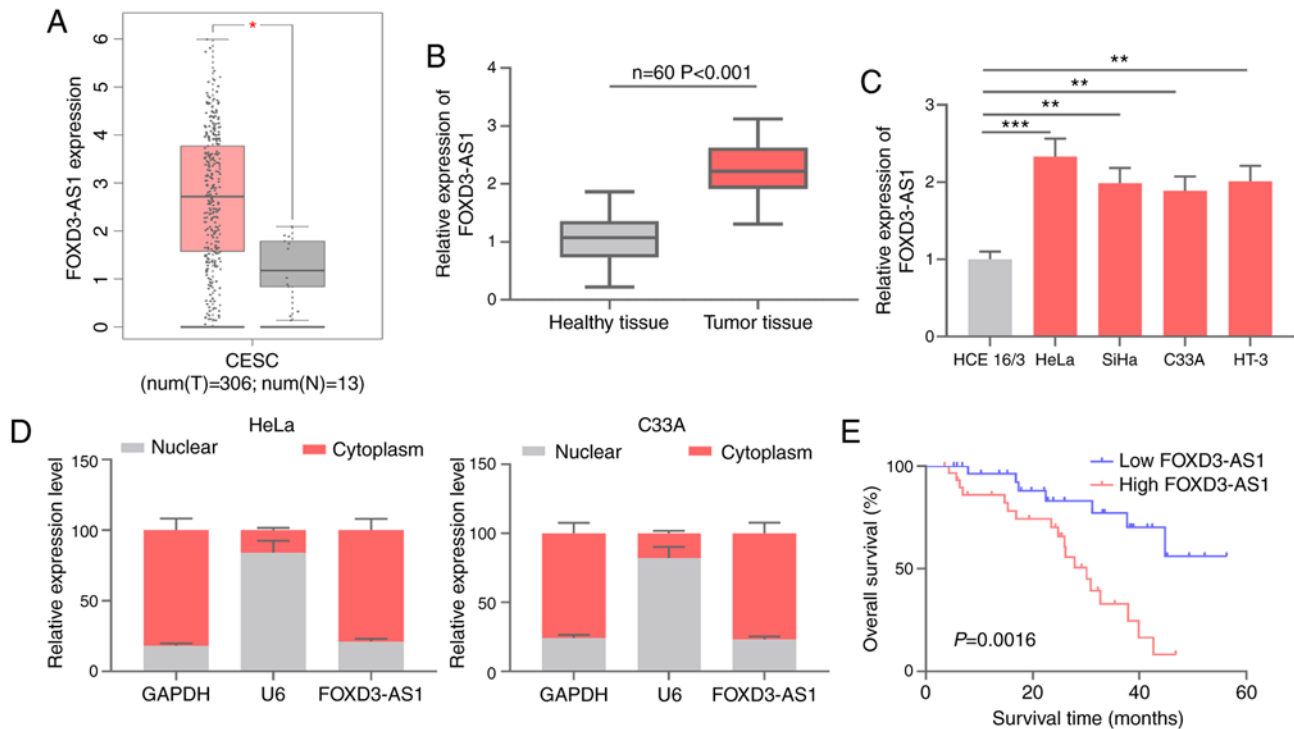 A
FOXD3-AS1 expression
6
5
4
3
2
1
0
*
CESC
(num(T)=306; num(N)=13)
B
Relative expression of
FOXD3-AS1
4
3
2
1
0
n=60 P<0.001
Healthy tissue
Tumor tissue
C
Relative expression of
FOXD3-AS1
3
2
1
0
**
**
**
***
HCE 16/3
HeLa
SiHa
C33A
HT-3
D
HeLa
Nuclear
Cytoplasm
Relative expression level
150
100
50
0
GAPDH
U6
FOXD3-AS1
C33A
Nuclear
Cytoplasm
Relative expression level
150
100
50
0
GAPDH
U6
FOXD3-AS1
E
Low FOXD3-AS1
High FOXD3-AS1
Overall survival (%)
100
50
0
P=0.0016
0
20
40
60
Survival time (months)